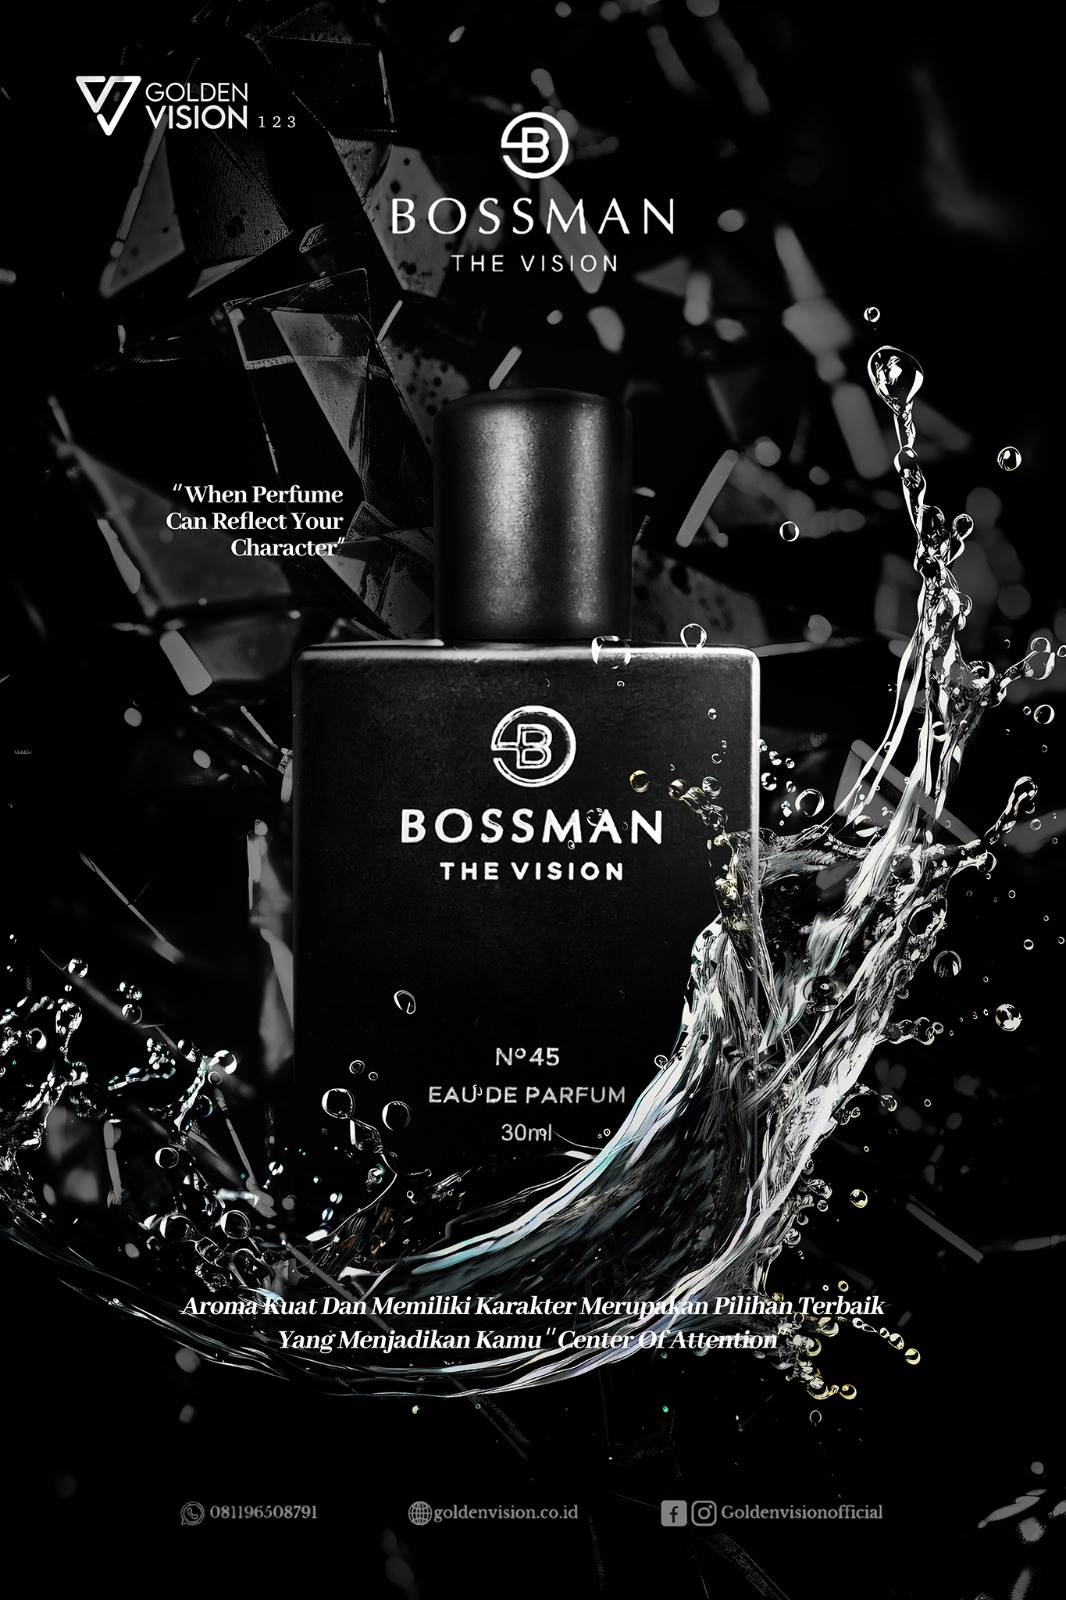 GOLDEN
VISION 123
BOSSMAN
THE VISION
"When Perfume
Can Reflect Your
Character"
BOSSMAN
THE VISION
Nº45
EAU DE PARFUM
30ml
Aroma Kuat Dan Memiliki Karakter Merupakan Pilihan Terbaik
Yang Menjadikan Kamu "Center Of Attention"
081196508791 goldenvision.co.id Goldenvisionofficial